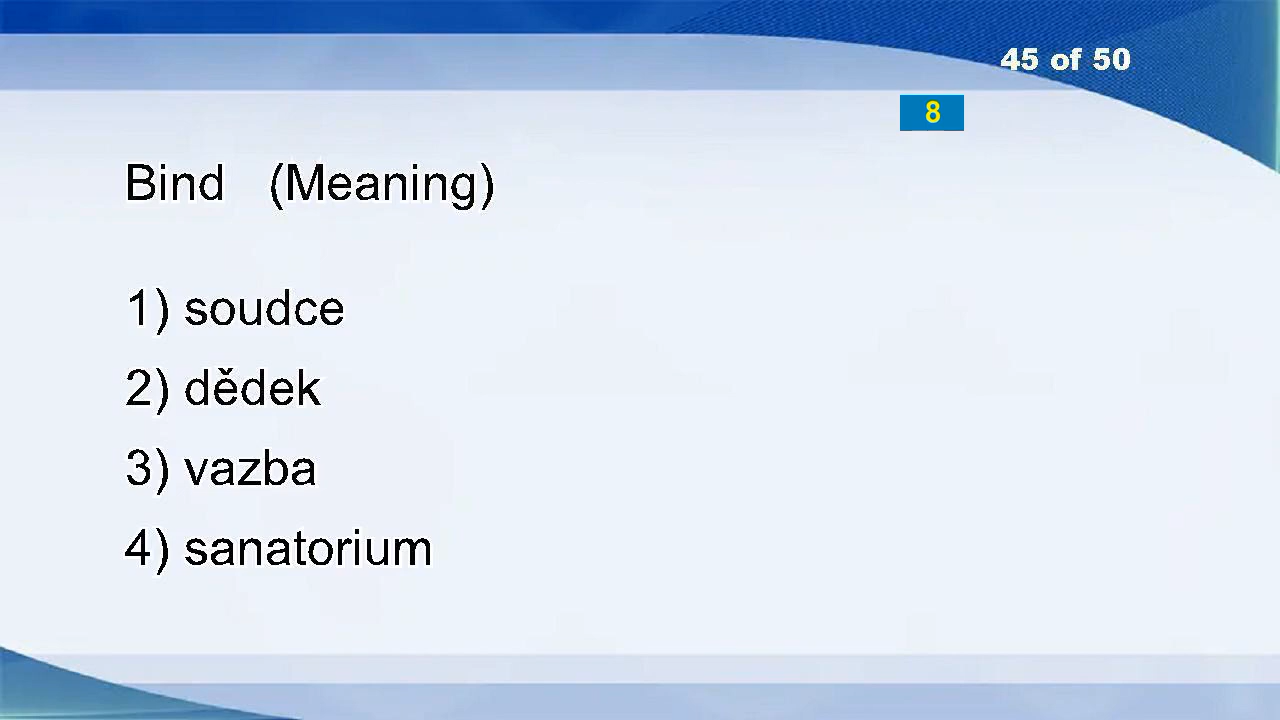 45 of 50
8
Bind (Meaning)
1) soudce
2) dědek
3) vazba
4) sanatorium